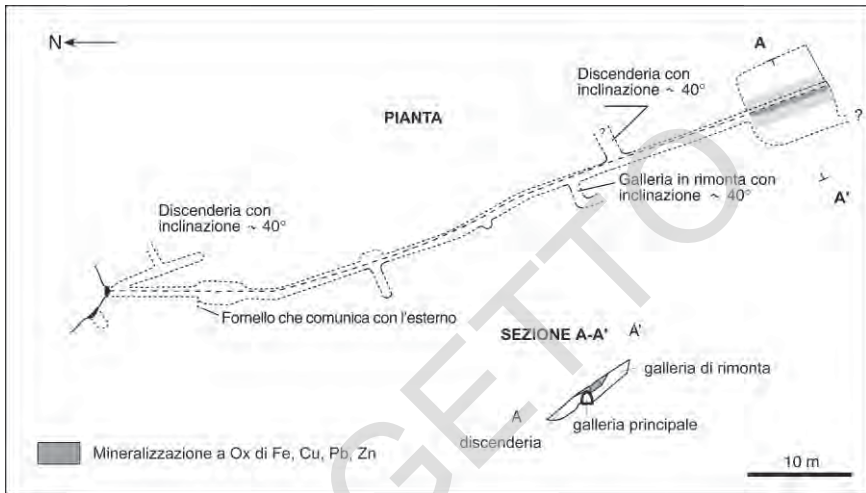 N
A
Discenderia con
inclinazione ~ 40°
PIANTA
?
?
Galleria in rimonta con
inclinazione ~ 40°
A'
Discenderia con
inclinazione ~ 40°
Fornello che comunica con l'esterno
SEZIONE A-A'
A'
galleria di rimonta
A
galleria principale
discenderia
Mineralizzazione a Ox di Fe, Cu, Pb, Zn
10 m
GETTO